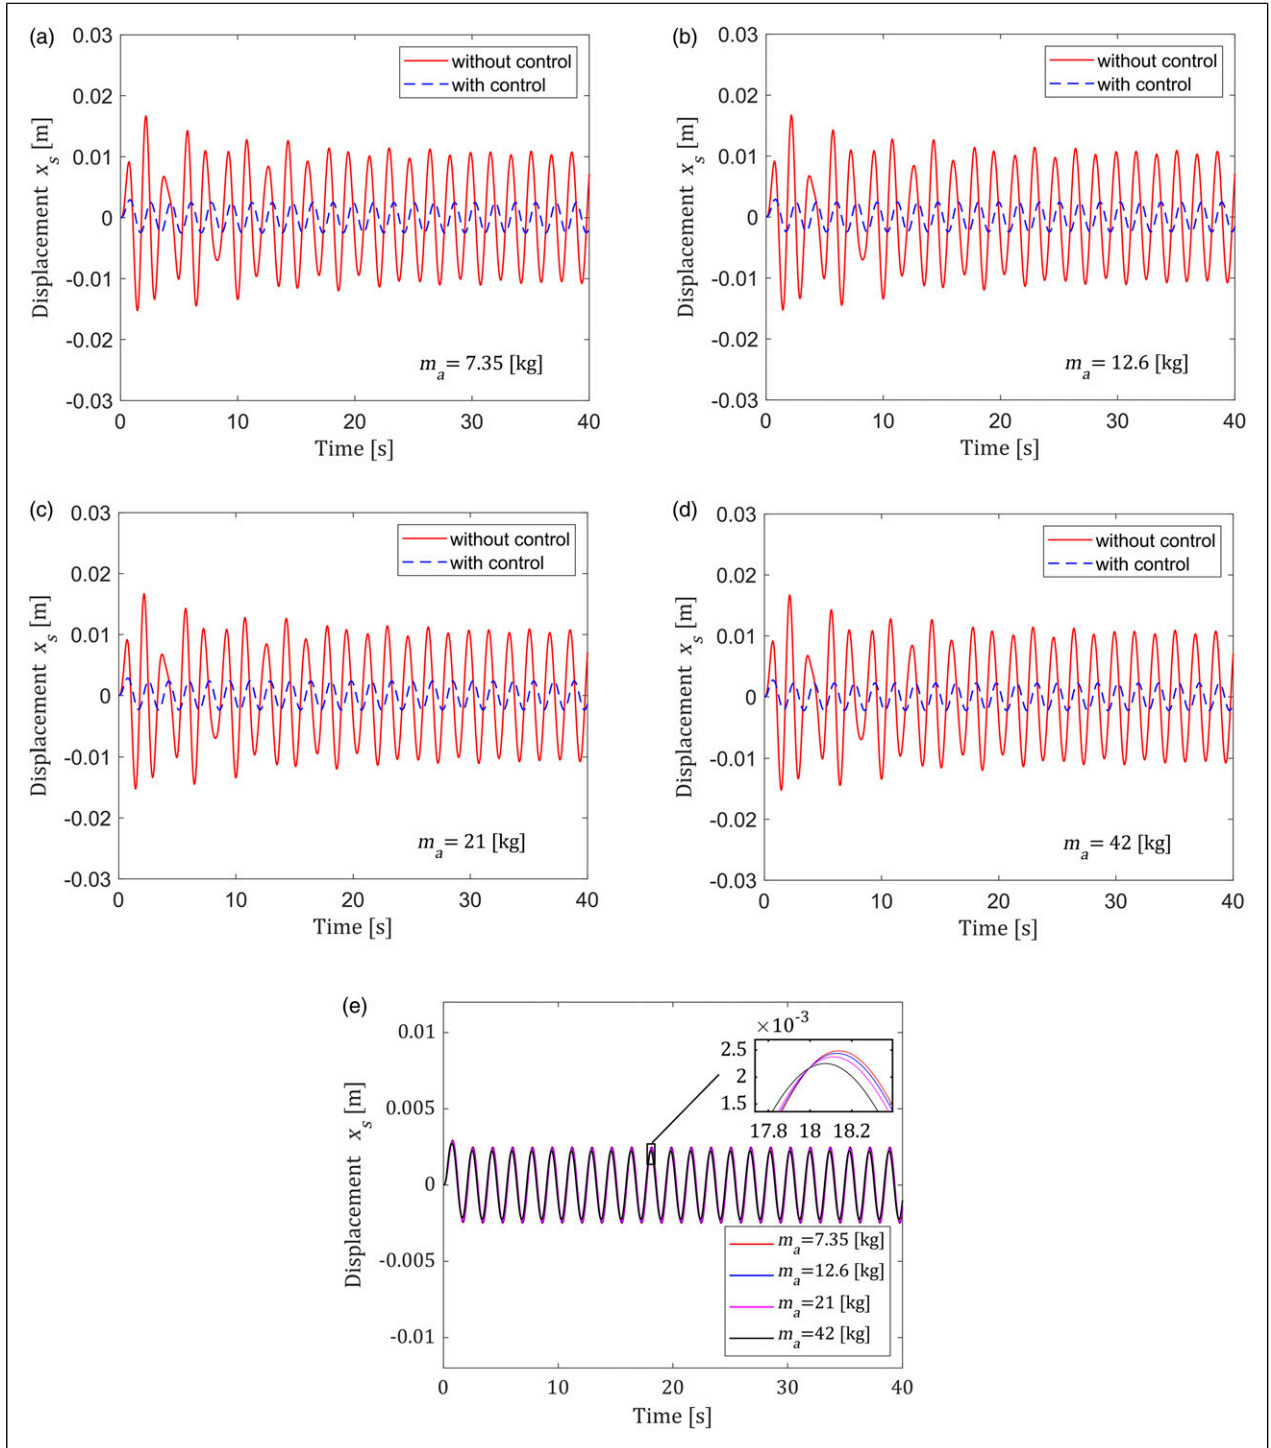 (a)
0.03
0.02
0.01
0
-0.01
-0.02
-0.03
Displacement x_s [m]
without control
with control
m_a = 7.35 [kg]
0 10 20 30 40
Time [s]
(b)
0.03
0.02
0.01
0
-0.01
-0.02
-0.03
Displacement x_s [m]
without control
with control
m_a = 12.6 [kg]
0 10 20 30 40
Time [s]
(c)
0.03
0.02
0.01
0
-0.01
-0.02
-0.03
Displacement x_s [m]
without control
with control
m_a = 21 [kg]
0 10 20 30 40
Time [s]
(d)
0.03
0.02
0.01
0
-0.01
-0.02
-0.03
Displacement x_s [m]
without control
with control
m_a = 42 [kg]
0 10 20 30 40
Time [s]
(e)
0.01
0.005
0
-0.005
-0.01
Displacement x_s [m]
×10^-3
2.5
2
1.5
17.8 18 18.2
m_a=7.35 [kg]
m_a=12.6 [kg]
m_a=21 [kg]
m_a=42 [kg]
0 10 20 30 40
Time [s]